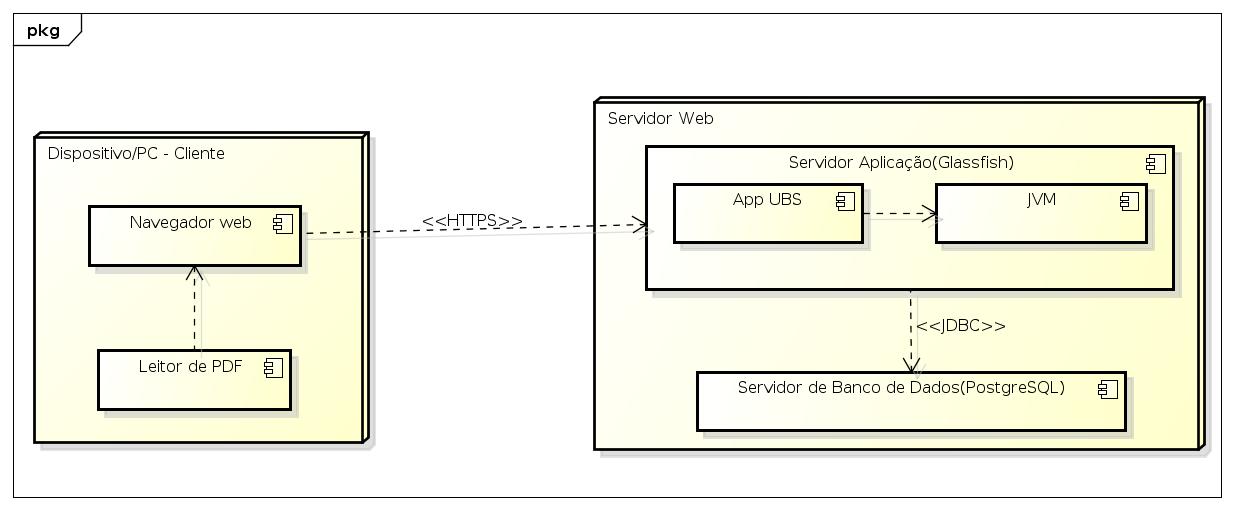 pkg
Dispositivo/PC - Cliente
Navegador web
Leitor de PDF
<<HTTPS>>
Servidor Web
Servidor Aplicação(Glassfish)
App UBS
JVM
<<JDBC>>
Servidor de Banco de Dados(PostgreSQL)